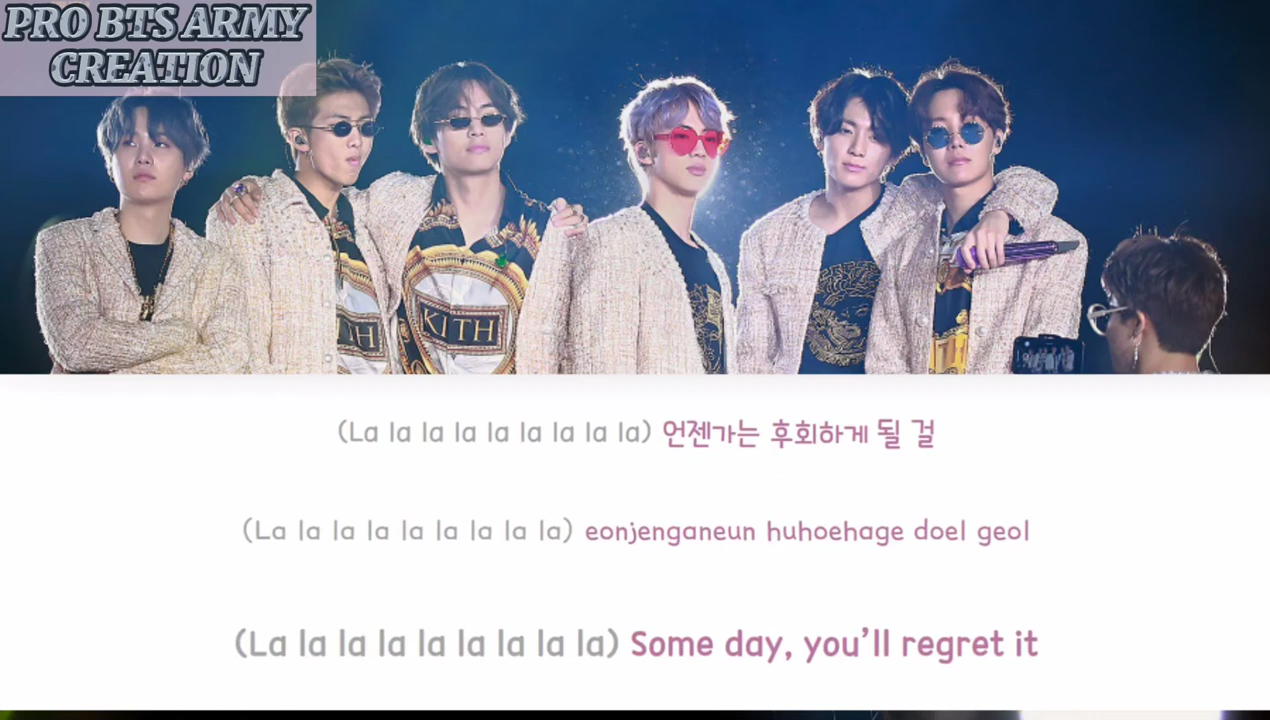 PRO BTS ARMY
CREATION
KITH
(La la la la la la la la la) 언젠가는 후회하게 될 걸
(La la la la la la la la la) eonjenganeun huhoehage doel geol
(La la la la la la la la la) Some day, you’ll regret it